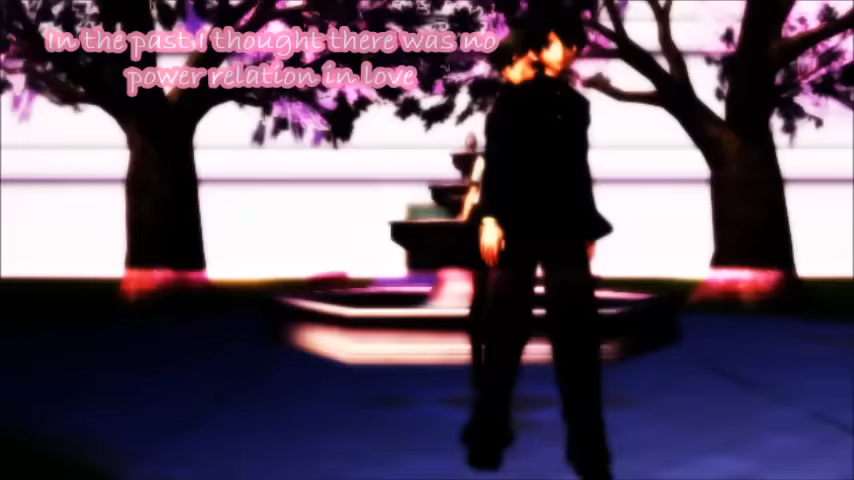 In the past I thought there was no
power relation in love